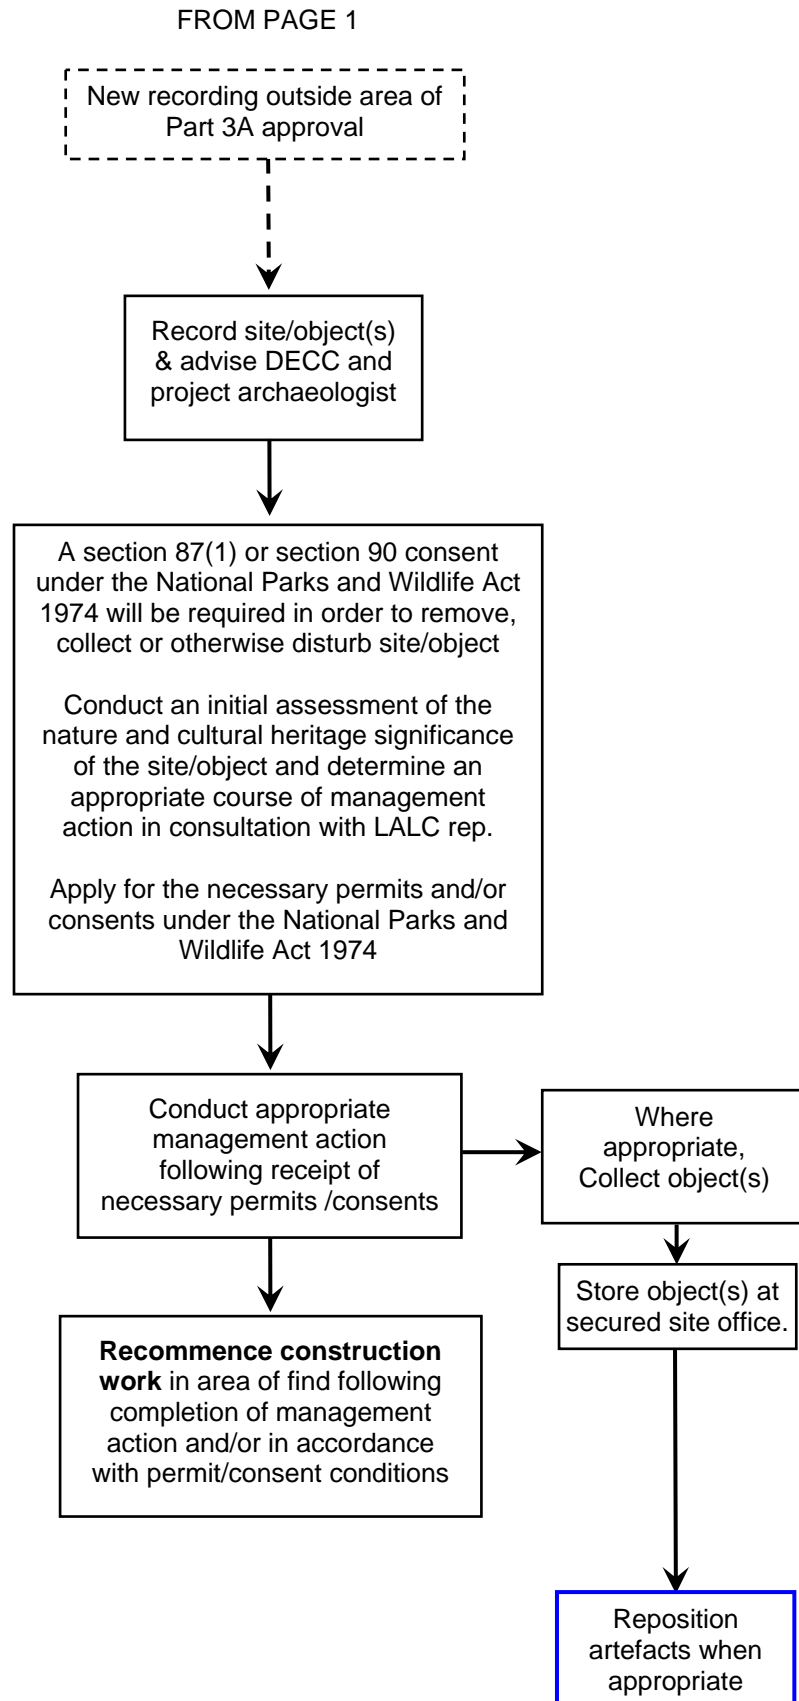 FROM PAGE 1
New recording outside area of
Part 3A approval
Record site/object(s)
& advise DECC and
project archaeologist
A section 87(1) or section 90 consent
under the National Parks and Wildlife Act
1974 will be required in order to remove,
collect or otherwise disturb site/object
Conduct an initial assessment of the
nature and cultural heritage significance
of the site/object and determine an
appropriate course of management
action in consultation with LALC rep.
Apply for the necessary permits and/or
consents under the National Parks and
Wildlife Act 1974
Conduct appropriate
management action
following receipt of
necessary permits /consents
Where
appropriate,
Collect object(s)
Store object(s) at
secured site office.
Recommence construction
work in area of find following
completion of management
action and/or in accordance
with permit/consent conditions
Reposition
artefacts when
appropriate